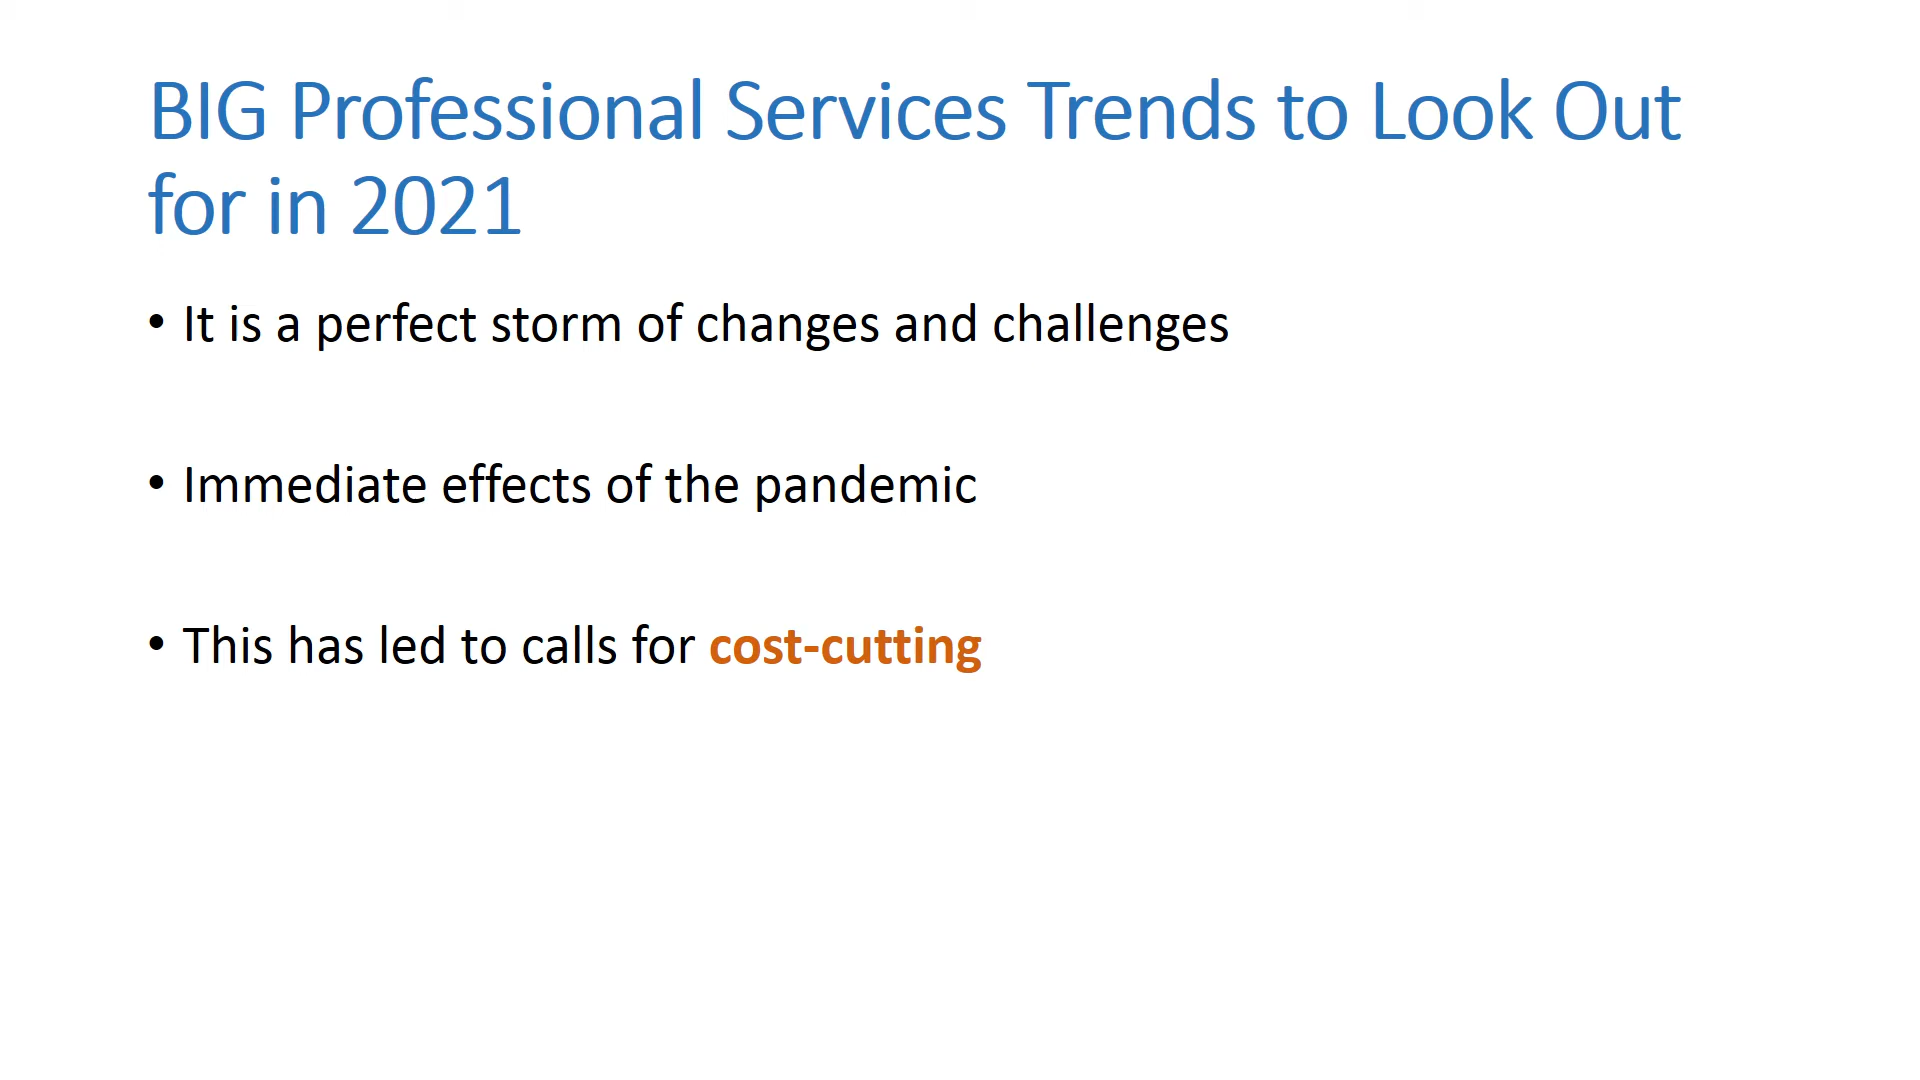 BIG Professional Services Trends to Look Out
for in 2021
• It is a perfect storm of changes and challenges
• Immediate effects of the pandemic
• This has led to calls for cost-cutting